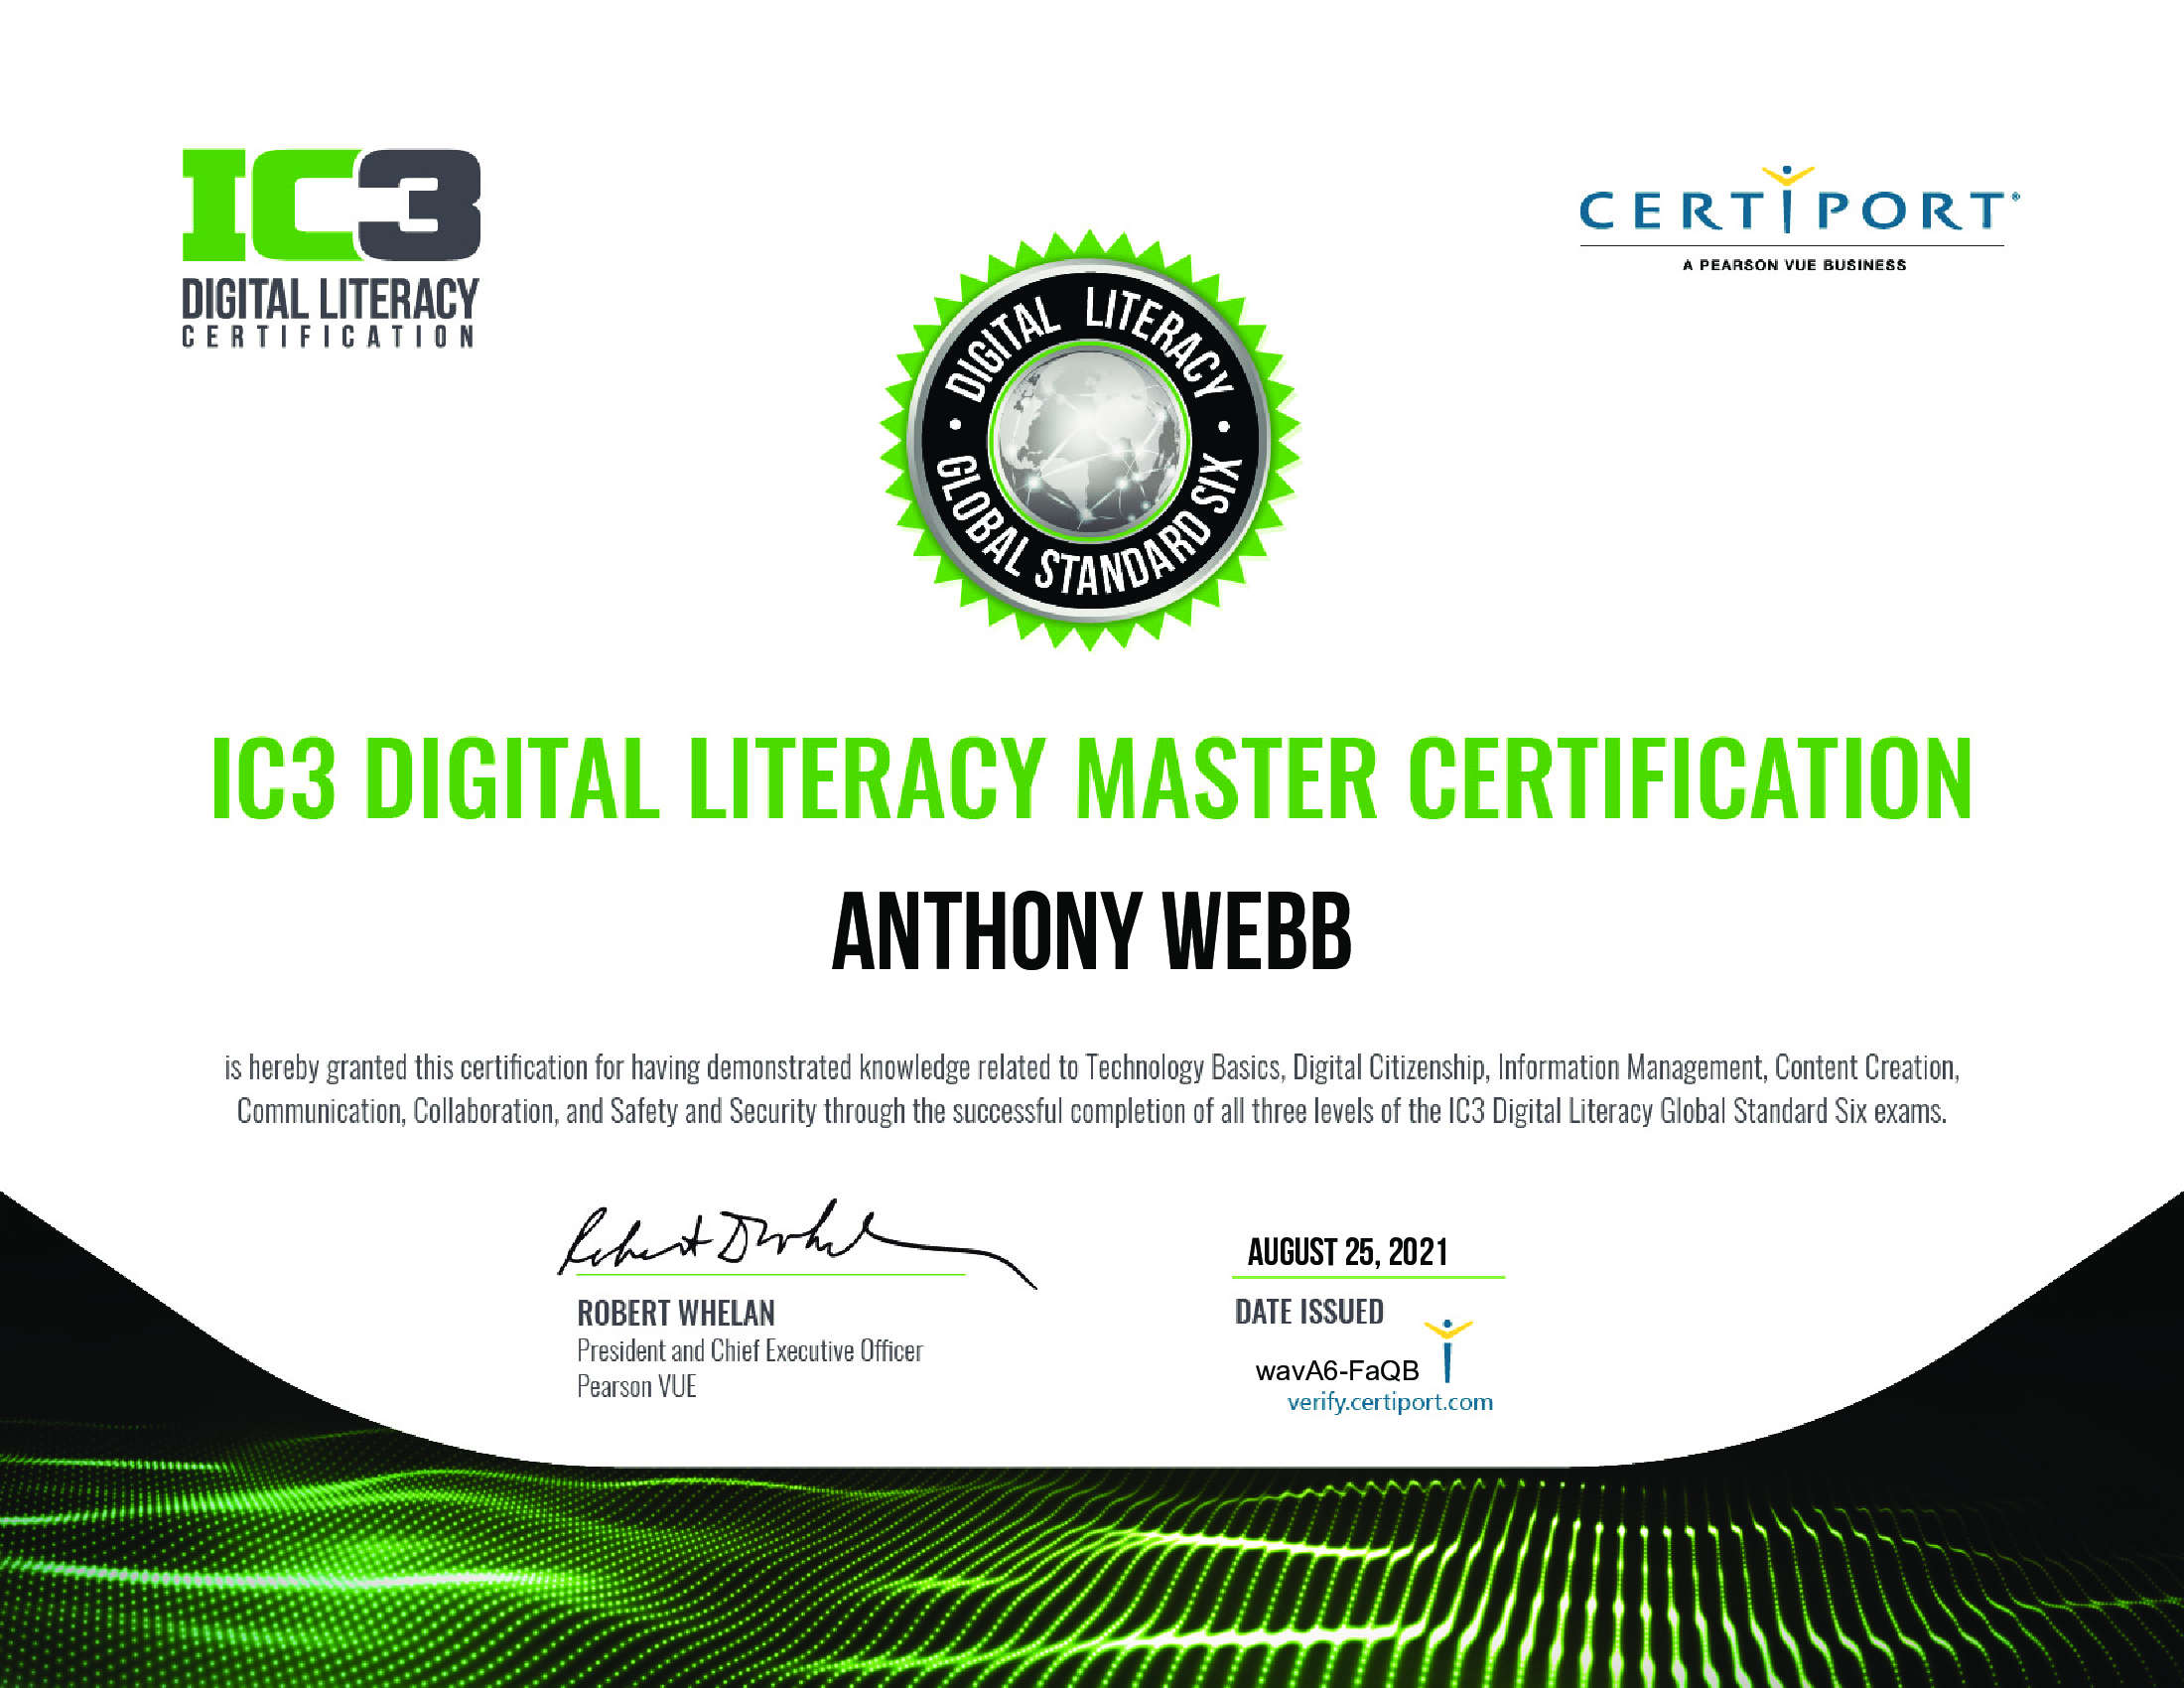 IC3
DIGITAL LITERACY
CERTIFICATION
CERTIPORT®
A PEARSON VUE BUSINESS
DIGITAL LITERACY
GLOBAL STANDARD SIX
IC3 DIGITAL LITERACY MASTER CERTIFICATION
ANTHONY WEBB
is hereby granted this certification for having demonstrated knowledge related to Technology Basics, Digital Citizenship, Information Management, Content Creation,
Communication, Collaboration, and Safety and Security through the successful completion of all three levels of the IC3 Digital Literacy Global Standard Six exams.
AUGUST 25, 2021
ROBERT WHELAN
President and Chief Executive Officer
Pearson VUE
DATE ISSUED
wavA6-FaQB
verify.certiport.com